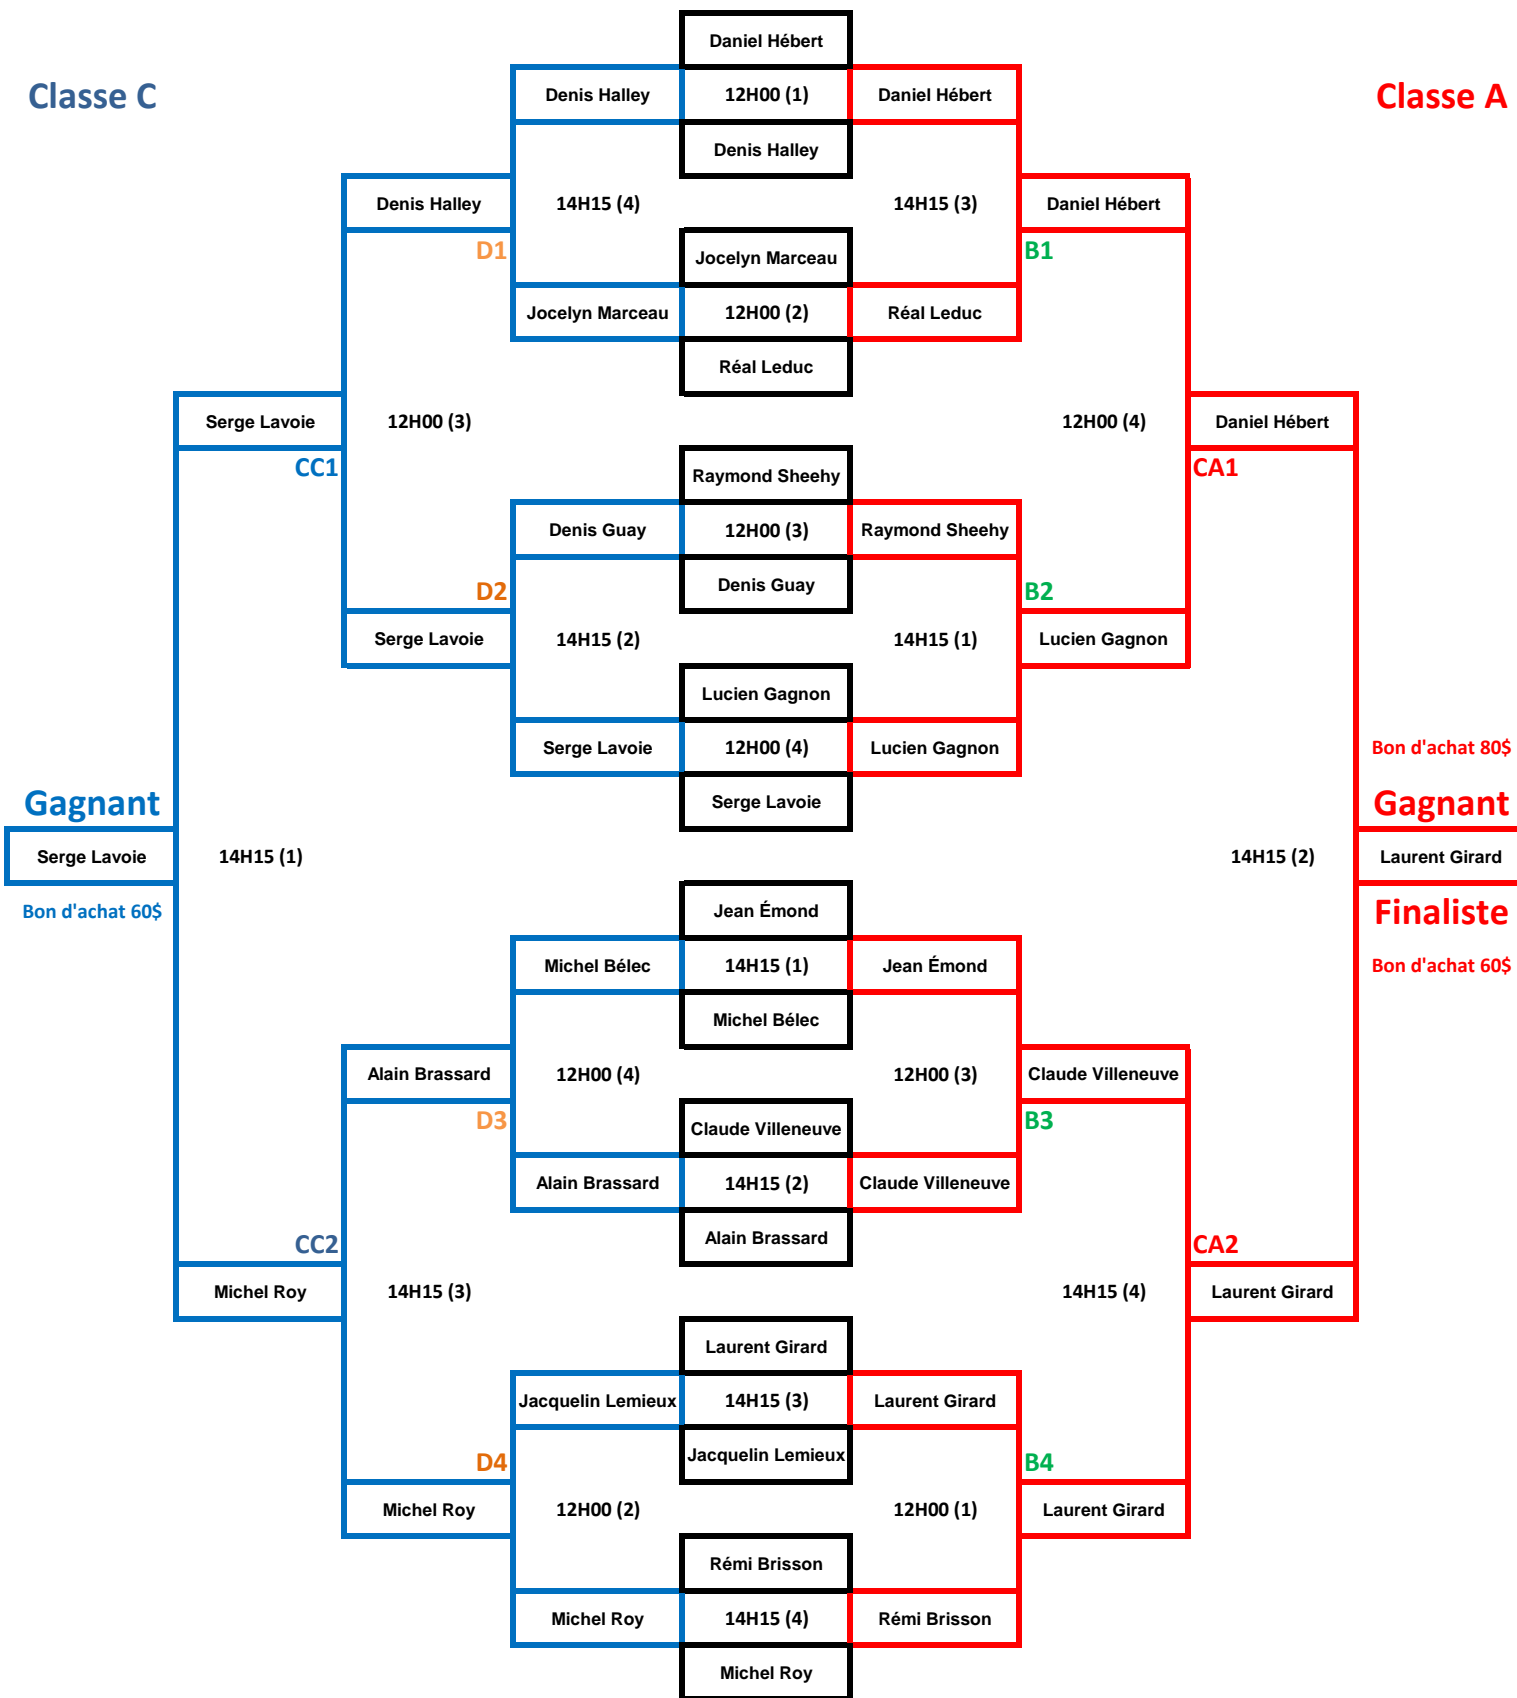 Daniel Hébert
Classe C
Denis Halley
12H00 (1)
Daniel Hébert
Classe A
Denis Halley
Denis Halley
14H15 (4)
14H15 (3)
Daniel Hébert
D1
Jocelyn Marceau
B1
Jocelyn Marceau
12H00 (2)
Réal Leduc
Réal Leduc
Serge Lavoie
12H00 (3)
12H00 (4)
Daniel Hébert
CC1
Raymond Sheehy
CA1
Denis Guay
12H00 (3)
Raymond Sheehy
D2
Denis Guay
B2
Serge Lavoie
14H15 (2)
14H15 (1)
Lucien Gagnon
Lucien Gagnon
Serge Lavoie
12H00 (4)
Lucien Gagnon
Bon d'achat 80$
Gagnant
Serge Lavoie
Gagnant
Serge Lavoie
14H15 (1)
14H15 (2)
Laurent Girard
Bon d'achat 60$
Jean Émond
Finaliste
Michel Bélec
14H15 (1)
Jean Émond
Bon d'achat 60$
Michel Bélec
Alain Brassard
12H00 (4)
12H00 (3)
Claude Villeneuve
D3
Claude Villeneuve
B3
Alain Brassard
14H15 (2)
Claude Villeneuve
CC2
Alain Brassard
CA2
Michel Roy
14H15 (3)
14H15 (4)
Laurent Girard
Laurent Girard
Jacquelin Lemieux
14H15 (3)
Laurent Girard
D4
Jacquelin Lemieux
B4
Michel Roy
12H00 (2)
12H00 (1)
Laurent Girard
Rémi Brisson
Michel Roy
14H15 (4)
Rémi Brisson
Michel Roy